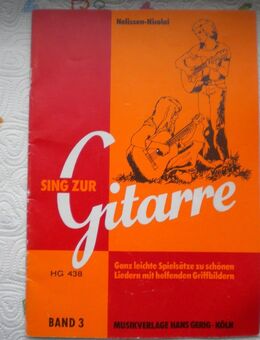 Nelissen-Nicolai
SING ZUR
Gitarre
Ganz leichte Spielsätze zu schönen
Liedern mit helfenden Griffbildern
HG 438
BAND 3
MUSIKVERLAGE HANS GERIG · KÖLN